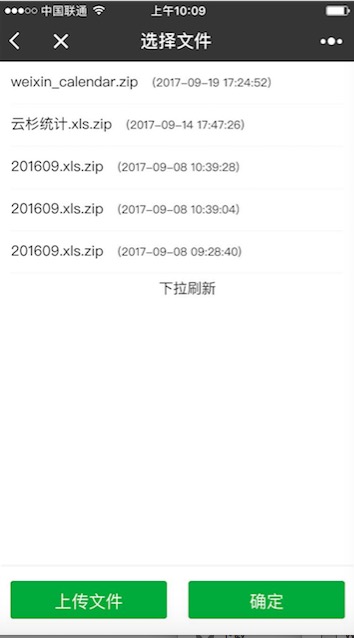 中国联通 上午10:09
选择文件
weixin_calendar.zip (2017-09-19 17:24:52)
云杉统计.xls.zip (2017-09-14 17:47:26)
201609.xls.zip (2017-09-08 10:39:28)
201609.xls.zip (2017-09-08 10:39:04)
201609.xls.zip (2017-09-08 09:28:40)
下拉刷新
上传文件 确定